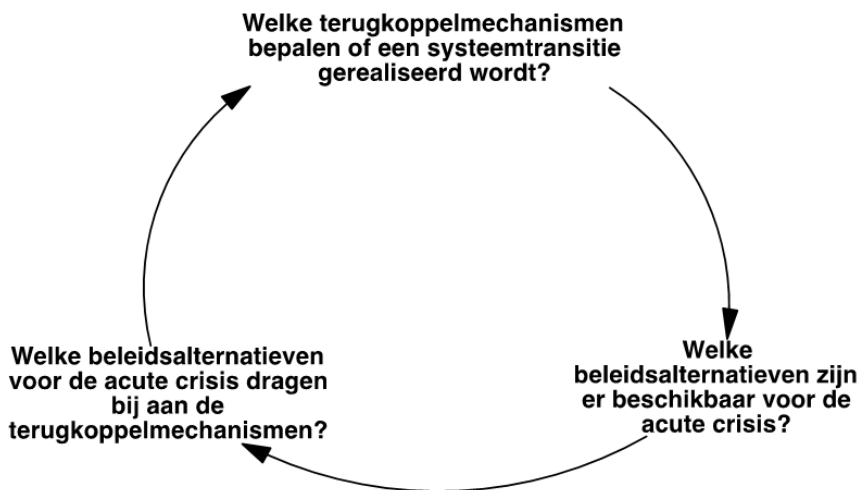 Welke terugkoppelmechanismen
bepalen of een systeemtransitie
gerealiseerd wordt?
Welke
beleidsalternatieven zijn
er beschikbaar voor de
acute crisis?
Welke beleidsalternatieven
voor de acute crisis dragen
bij aan de
terugkoppelmechanismen?